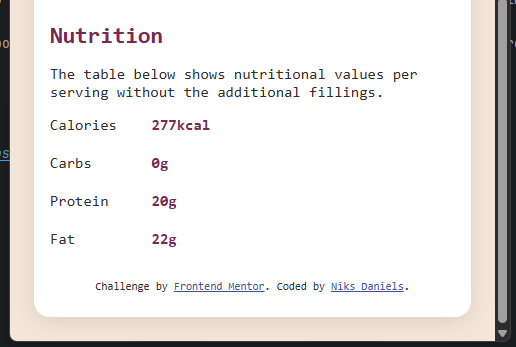 Nutrition
The table below shows nutritional values per
serving without the additional fillings.
Calories 277kcal
Carbs 0g
Protein 20g
Fat 22g
Challenge by Frontend Mentor. Coded by Niks Daniels.